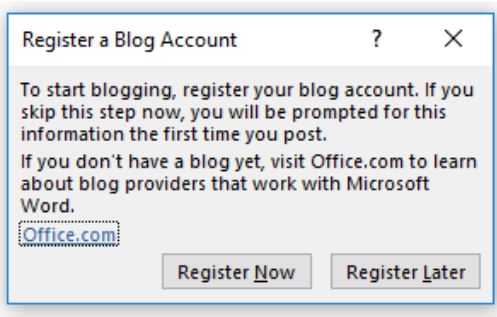 Register a Blog Account ?
To start blogging, register your blog account. If you
skip this step now, you will be prompted for this
information the first time you post.
If you don't have a blog yet, visit Office.com to learn
about blog providers that work with Microsoft
Word.
Office.com
Register Now Register Later